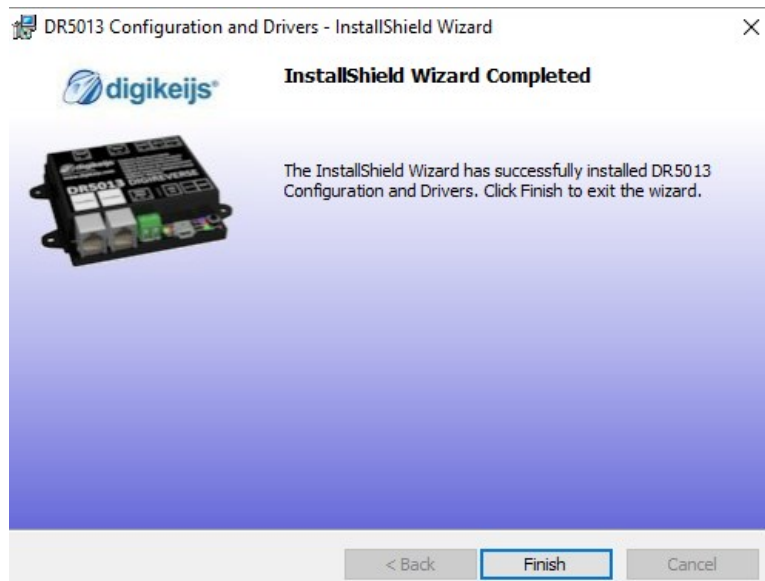 DR5013 Configuration and Drivers - InstallShield Wizard
digikeijs®
InstallShield Wizard Completed
The InstallShield Wizard has successfully installed DR5013
Configuration and Drivers. Click Finish to exit the wizard.
DR5013 DIGIREVERSE
< Back
Finish
Cancel